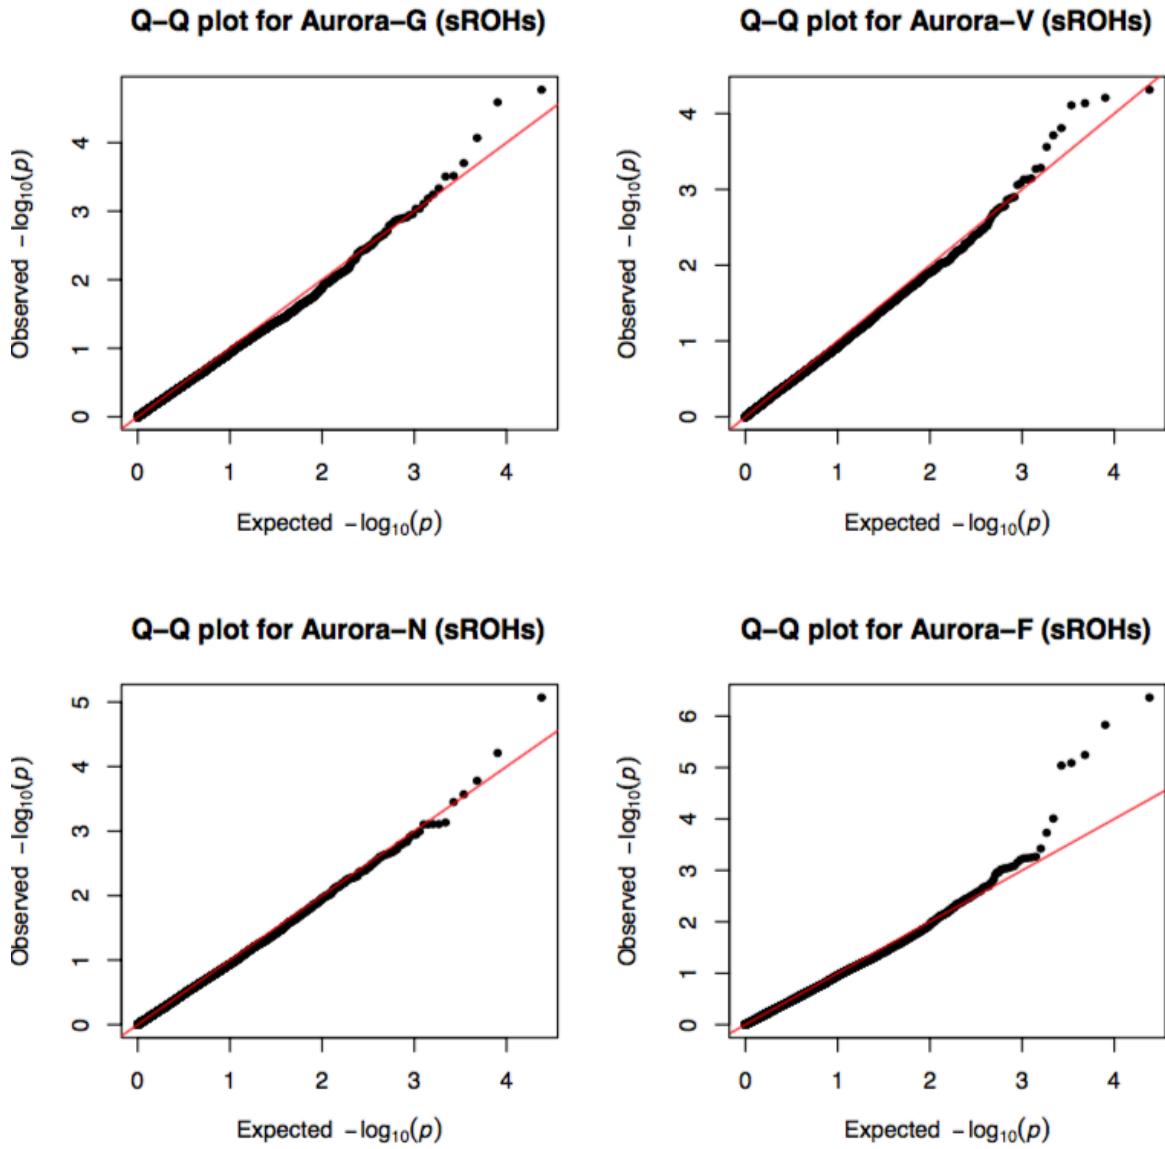 Q–Q plot for Aurora–G (sROHs)
Observed −log₁₀(p)
4
3
2
1
0
0 1 2 3 4
Expected −log₁₀(p)
Q–Q plot for Aurora–V (sROHs)
Observed −log₁₀(p)
4
3
2
1
0
0 1 2 3 4
Expected −log₁₀(p)
Q–Q plot for Aurora–N (sROHs)
Observed −log₁₀(p)
5
4
3
2
1
0
0 1 2 3 4
Expected −log₁₀(p)
Q–Q plot for Aurora–F (sROHs)
Observed −log₁₀(p)
6
5
4
3
2
1
0
0 1 2 3 4
Expected −log₁₀(p)